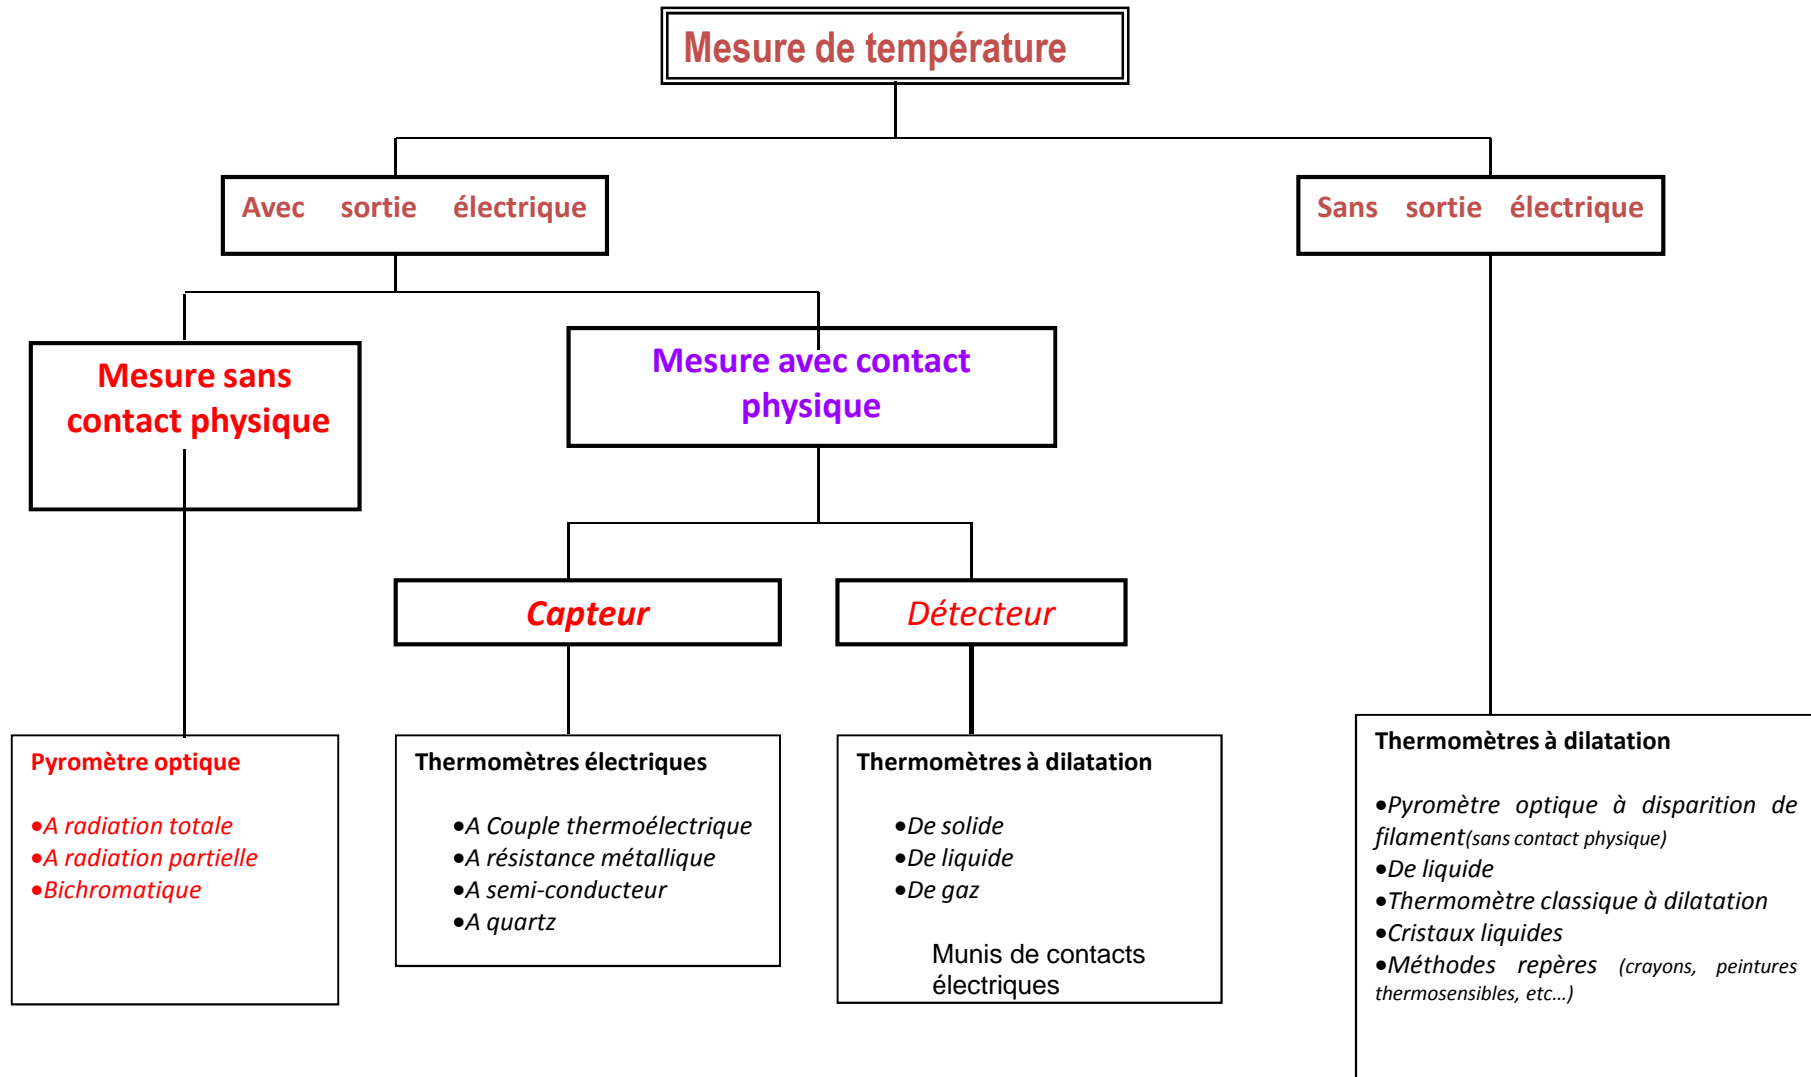 Mesure de température
Avec sortie électrique
Sans sortie électrique
Mesure sans
contact physique
Mesure avec contact
physique
Capteur
Détecteur
Pyromètre optique
•A radiation totale
•A radiation partielle
•Bichromatique
Thermomètres électriques
•A Couple thermoélectrique
•A résistance métallique
•A semi-conducteur
•A quartz
Thermomètres à dilatation
•De solide
•De liquide
•De gaz
Munis de contacts
électriques
Thermomètres à dilatation
•Pyromètre optique à disparition de
filament(sans contact physique)
•De liquide
•Thermomètre classique à dilatation
•Cristaux liquides
•Méthodes repères (crayons, peintures
thermosensibles, etc…)